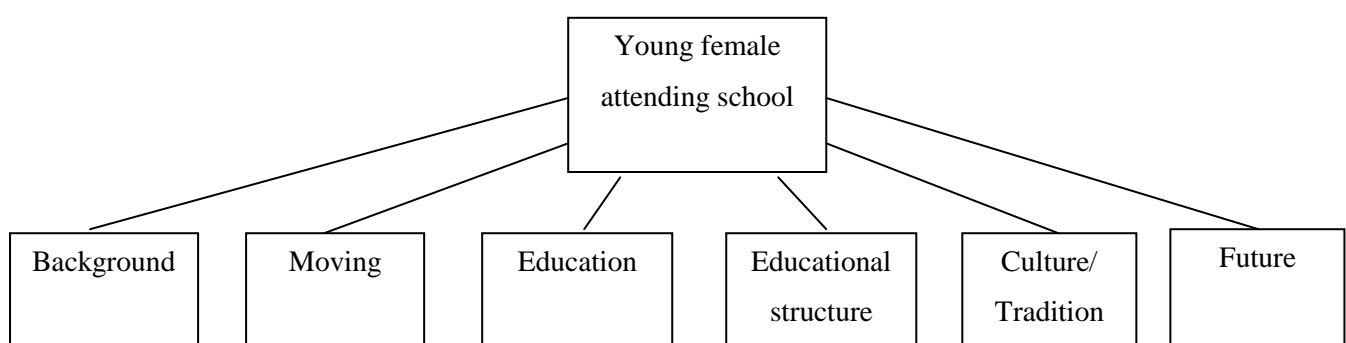 Young female
attending school
Background
Moving
Education
Educational
structure
Culture/
Tradition
Future